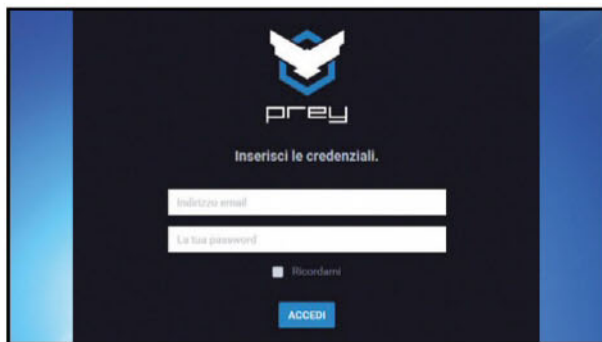 prey
Inserisci le credenziali.
Indirizzo email
La tua password
Ricordami
ACCEDI